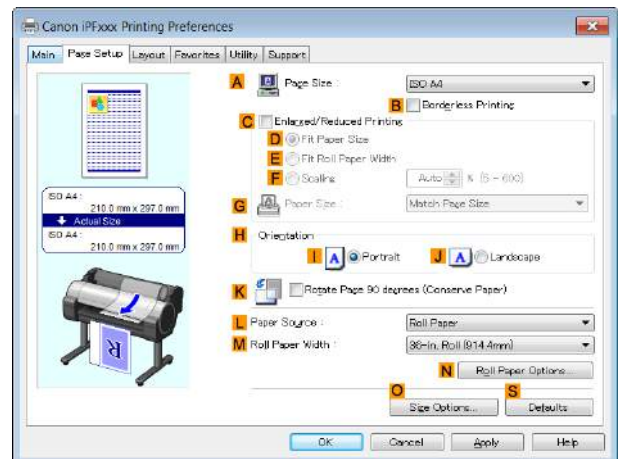 Canon iPFxxx Printing Preferences
Main Page Setup Layout Favorites Utility Support
A Page Size : ISO A4
B Borderless Printing
C Enlarged/Reduced Printing
D Fit Paper Size
E Fit Roll Paper Width
F Scaling Auto % (5 - 600)
ISO A4 :
210.0 mm x 297.0 mm
Actual Size
ISO A4 :
210.0 mm x 297.0 mm
G Paper Size : Match Page Size
H Orientation
I A Portrait J A Landscape
K Rotate Page 90 degrees (Conserve Paper)
L Paper Source : Roll Paper
M Roll Paper Width : 36-in. Roll (914.4mm)
N Roll Paper Options...
O S
Size Options... Defaults
OK Cancel Apply Help